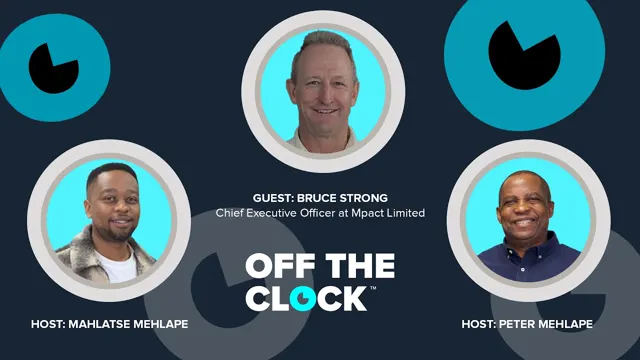 GUEST: BRUCE STRONG
Chief Executive Officer at Mpact Limited
OFF THE
CLOCK™
HOST: MAHLATSE MEHLAPE
HOST: PETER MEHLAPE